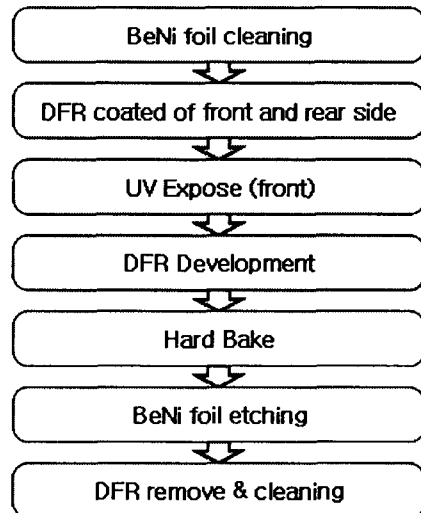 BeNi foil cleaning
DFR coated of front and rear side
UV Expose (front)
DFR Development
Hard Bake
BeNi foil etching
DFR remove & cleaning